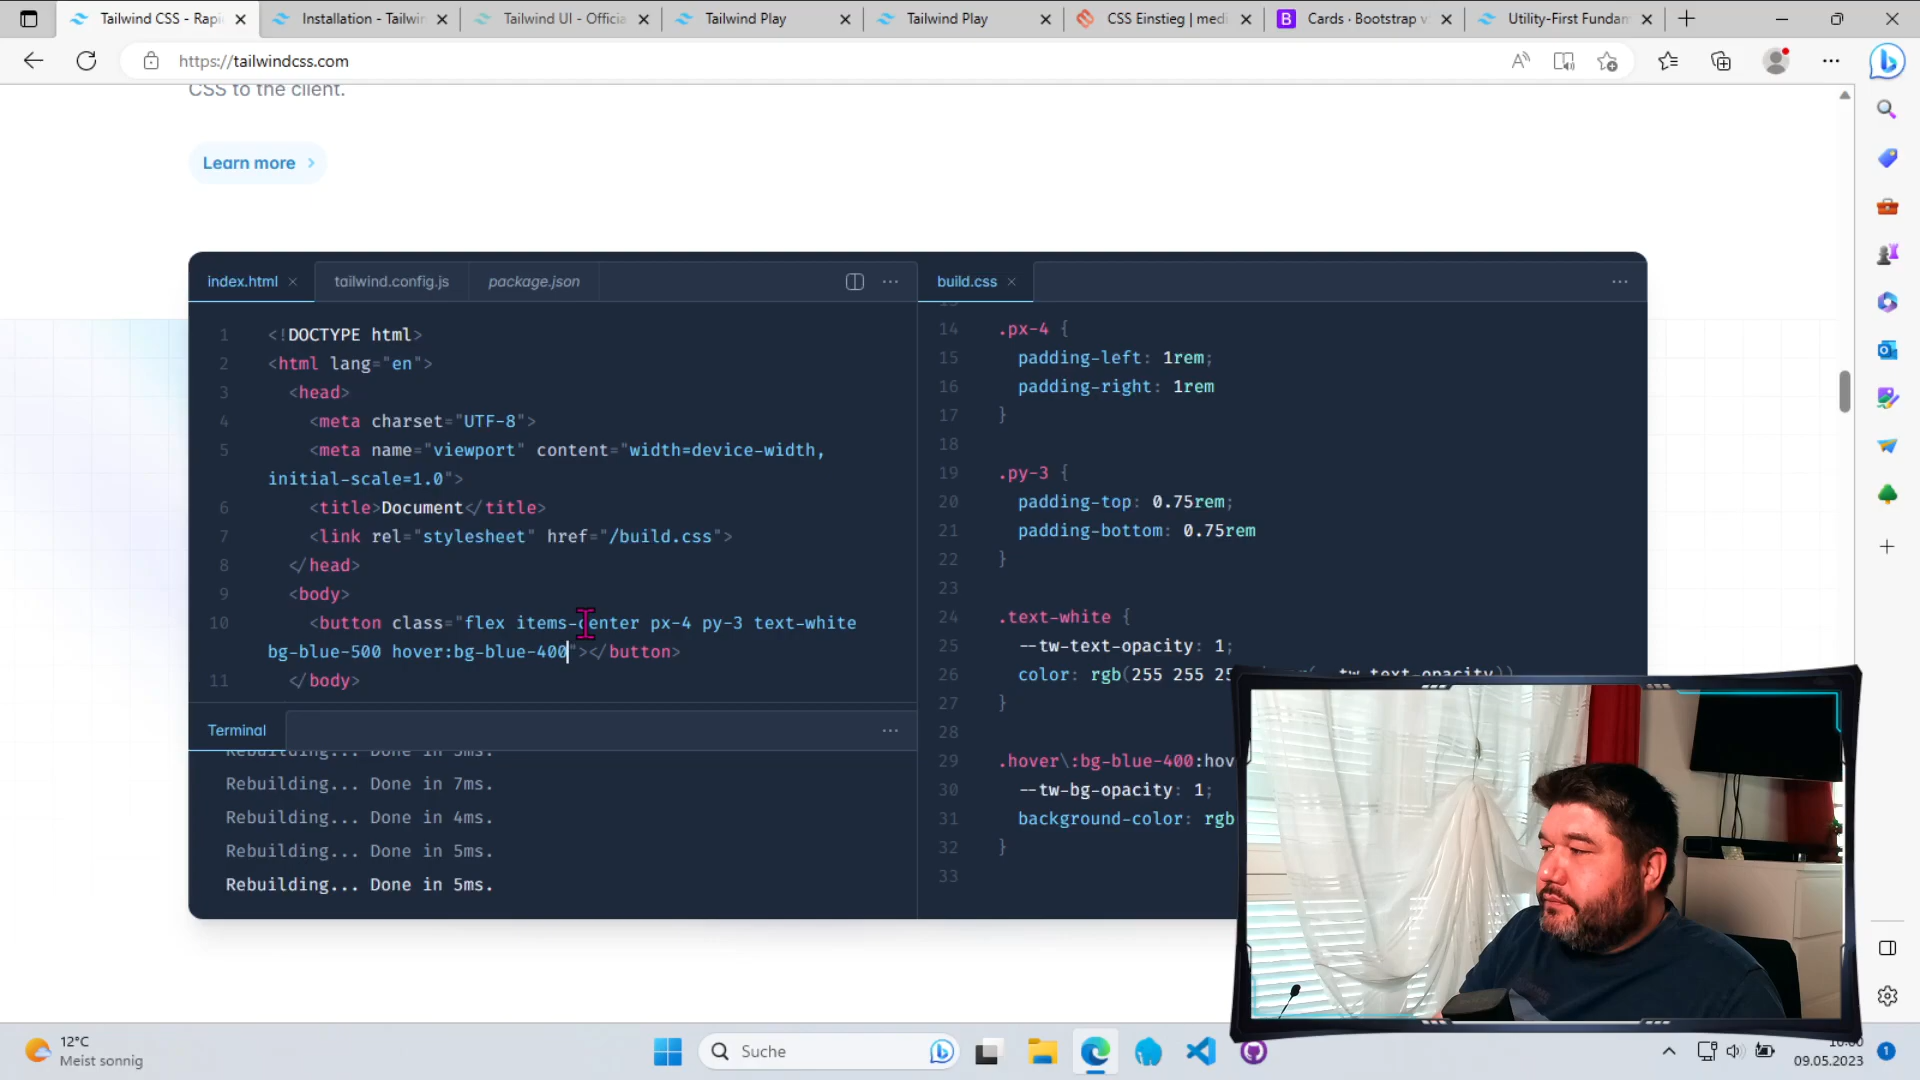 Tailwind CSS - Rapi
Installation - Tailwin
Tailwind UI - Officia
Tailwind Play
Tailwind Play
CSS Einstieg | medi
Cards · Bootstrap v
Utility-First Fundam
https://tailwindcss.com
CSS to the client.
Learn more
index.html
tailwind.config.js
package.json
1 <!DOCTYPE html>
2 <html lang="en">
3 <head>
4 <meta charset="UTF-8">
5 <meta name="viewport" content="width=device-width,
initial-scale=1.0">
6 <title>Document</title>
7 <link rel="stylesheet" href="/build.css">
8 </head>
9 <body>
10 <button class="flex items-center px-4 py-3 text-white
bg-blue-500 hover:bg-blue-400"></button>
11 </body>
Terminal
Rebuilding... Done in 5ms.
Rebuilding... Done in 7ms.
Rebuilding... Done in 4ms.
Rebuilding... Done in 5ms.
Rebuilding... Done in 5ms.
build.css
13
14 .px-4 {
15 padding-left: 1rem;
16 padding-right: 1rem
17 }
18
19 .py-3 {
20 padding-top: 0.75rem;
21 padding-bottom: 0.75rem
22 }
23
24 .text-white {
25 --tw-text-opacity: 1;
26 color: rgb(255 255 25
27 }
28
29 .hover\:bg-blue-400:hov
30 --tw-bg-opacity: 1;
31 background-color: rgb
32 }
33
12°C
Meist sonnig
Suche
09.05.2023
1